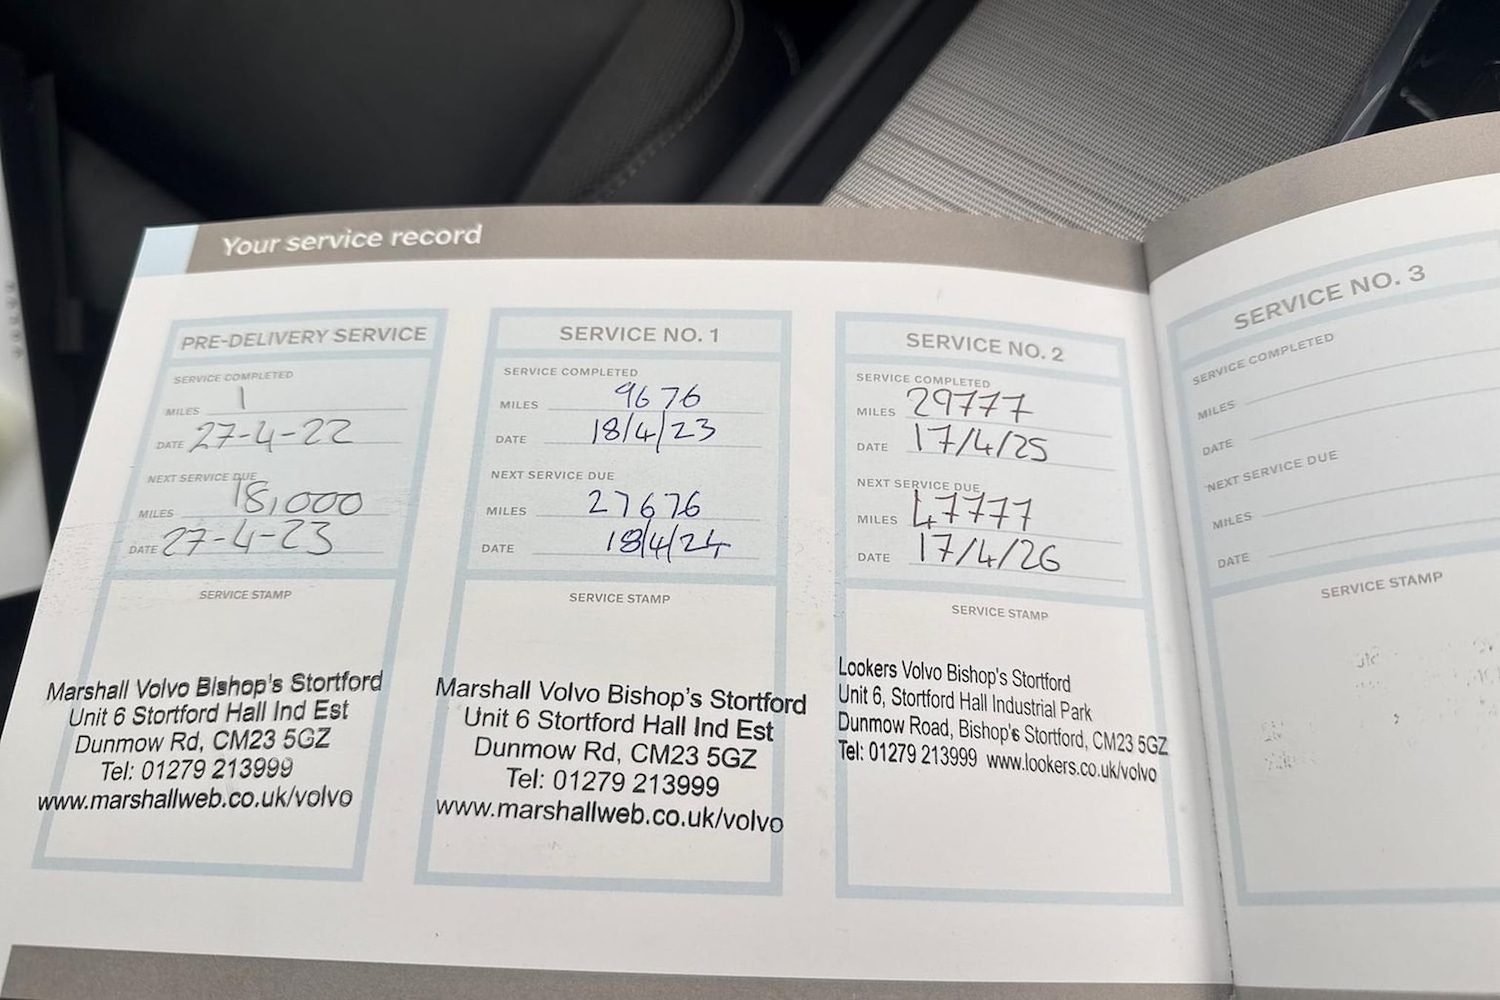 Your service record
PRE-DELIVERY SERVICE
SERVICE COMPLETED
MILES 1
DATE 27-4-22
NEXT SERVICE DUE
MILES 18,000
DATE 27-4-23
SERVICE STAMP
Marshall Volvo Bishop's Stortford
Unit 6 Stortford Hall Ind Est
Dunmow Rd, CM23 5GZ
Tel: 01279 213999
www.marshallweb.co.uk/volvo
SERVICE NO. 1
SERVICE COMPLETED
MILES 9676
DATE 18/4/23
NEXT SERVICE DUE
MILES 27676
DATE 18/4/24
SERVICE STAMP
Marshall Volvo Bishop's Stortford
Unit 6 Stortford Hall Ind Est
Dunmow Rd, CM23 5GZ
Tel: 01279 213999
www.marshallweb.co.uk/volvo
SERVICE NO. 2
SERVICE COMPLETED
MILES 29777
DATE 17/4/25
NEXT SERVICE DUE
MILES 47777
DATE 17/4/26
SERVICE STAMP
Lookers Volvo Bishop's Stortford
Unit 6, Stortford Hall Industrial Park
Dunmow Road, Bishop's Stortford, CM23 5GZ
Tel: 01279 213999 www.lookers.co.uk/volvo
SERVICE NO. 3
SERVICE COMPLETED
MILES
DATE
NEXT SERVICE DUE
MILES
DATE
SERVICE STAMP